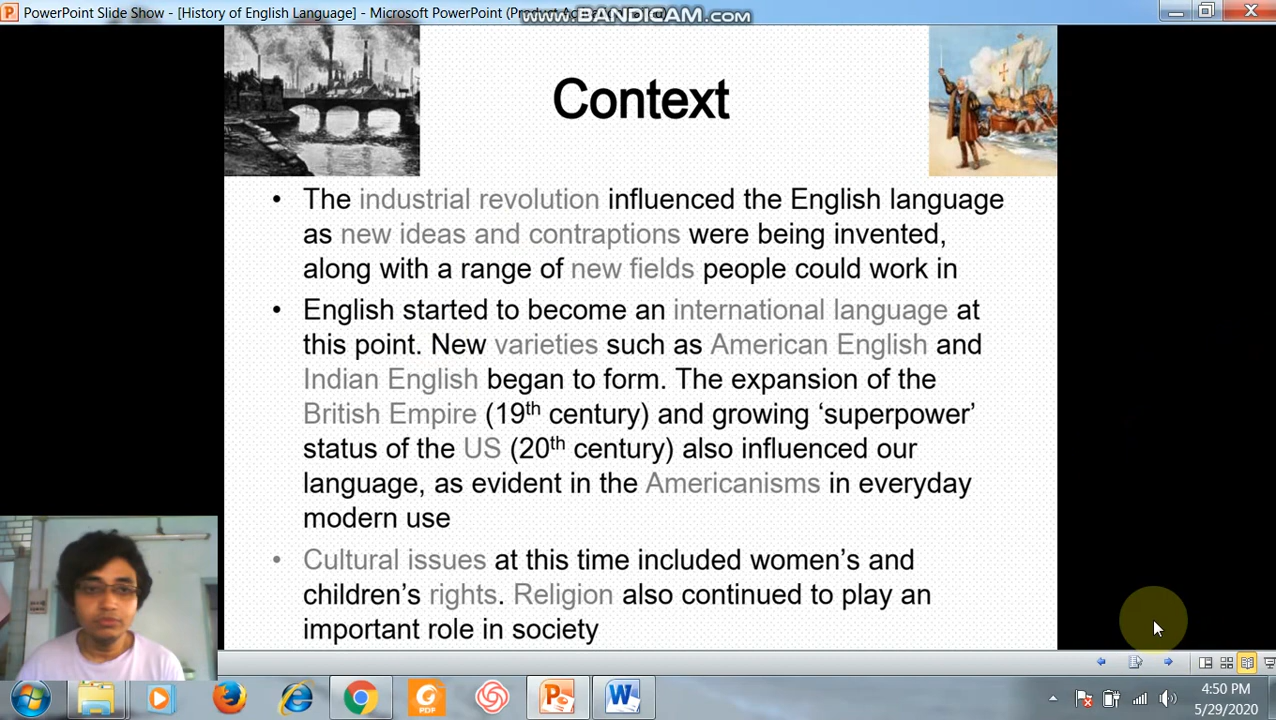 PowerPoint Slide Show - [History of English Language] - Microsoft PowerPoint (Product Ac
www.BANDICAM.com
Context
• The industrial revolution influenced the English language
as new ideas and contraptions were being invented,
along with a range of new fields people could work in
• English started to become an international language at
this point. New varieties such as American English and
Indian English began to form. The expansion of the
British Empire (19th century) and growing ‘superpower’
status of the US (20th century) also influenced our
language, as evident in the Americanisms in everyday
modern use
• Cultural issues at this time included women’s and
children’s rights. Religion also continued to play an
important role in society
PDF
4:50 PM
5/29/2020